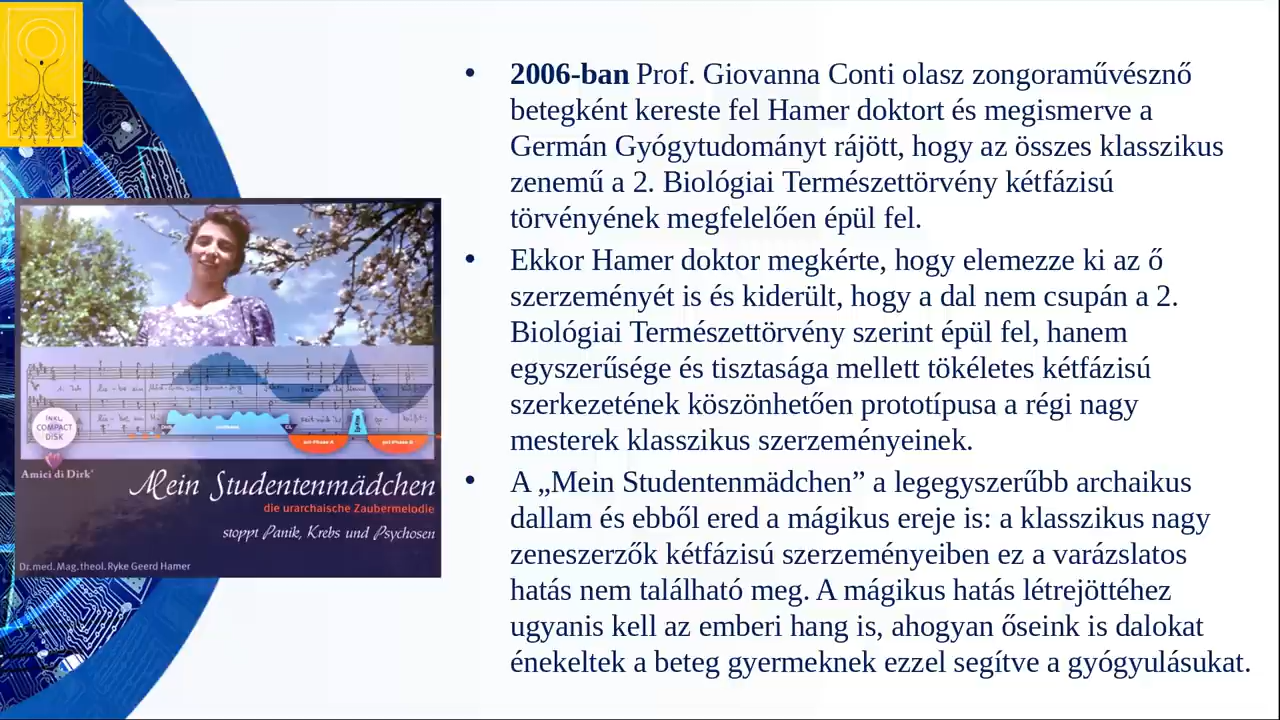 • 2006-ban Prof. Giovanna Conti olasz zongoraművésznő
betegként kereste fel Hamer doktort és megismerve a
Germán Gyógytudományt rájött, hogy az összes klasszikus
zenemű a 2. Biológiai Természettörvény kétfázisú
törvényének megfelelően épül fel.
• Ekkor Hamer doktor megkérte, hogy elemezze ki az ő
szerzeményét is és kiderült, hogy a dal nem csupán a 2.
Biológiai Természettörvény szerint épül fel, hanem
egyszerűsége és tisztasága mellett tökéletes kétfázisú
szerkezetének köszönhetően prototípusa a régi nagy
mesterek klasszikus szerzeményeinek.
• A „Mein Studentenmädchen” a legegyszerűbb archaikus
dallam és ebből ered a mágikus ereje is: a klasszikus nagy
zeneszerzők kétfázisú szerzeményeiben ez a varázslatos
hatás nem található meg. A mágikus hatás létrejöttéhez
ugyanis kell az emberi hang is, ahogyan őseink is dalokat
énekeltek a beteg gyermeknek ezzel segítve a gyógyulásukat.
INKL.
COMPACT
DISK
Amici di Dirk
Mein Studentenmädchen
die urarchaische Zaubermelodie
stoppt Panik, Krebs und Psychosen
Dr.med. Mag.theol. Ryke Geerd Hamer